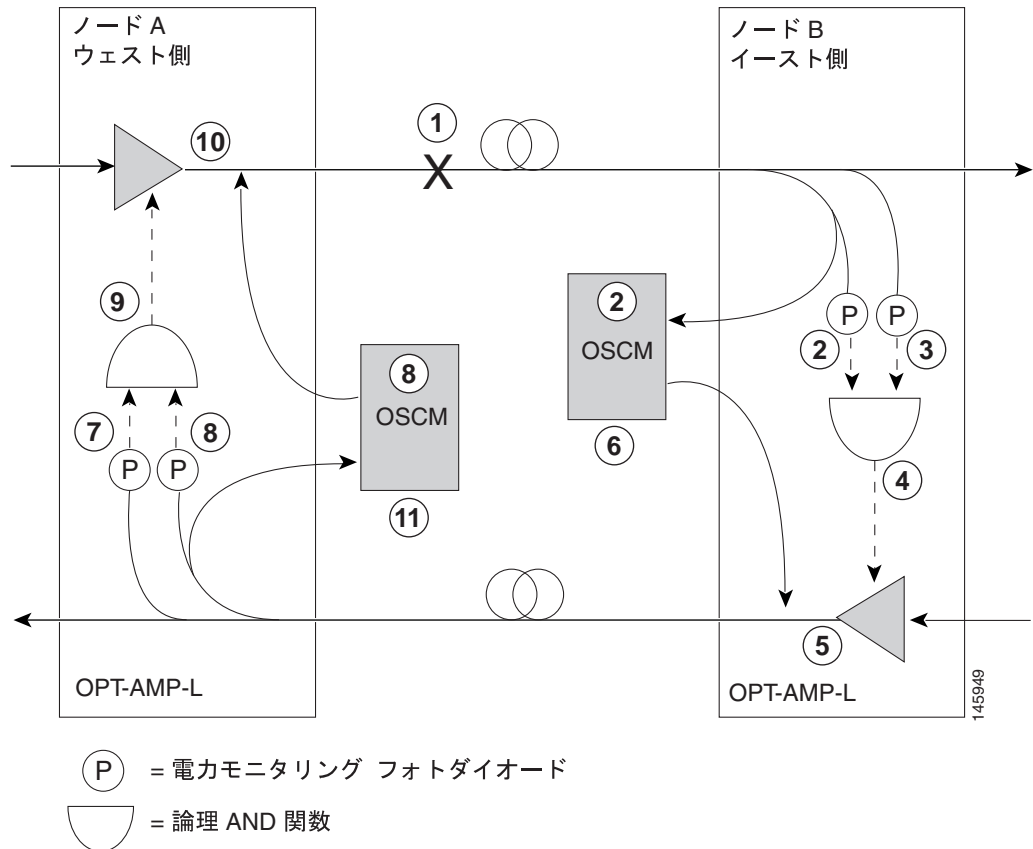 ノード A
ウェスト側
ノード B
イースト側
10
1
X
9
2
OSCM
P
P
2
3
8
OSCM
7
8
6
4
P
P
11
5
OPT-AMP-L
OPT-AMP-L
145949
P = 電力モニタリング フォトダイオード
= 論理 AND 関数